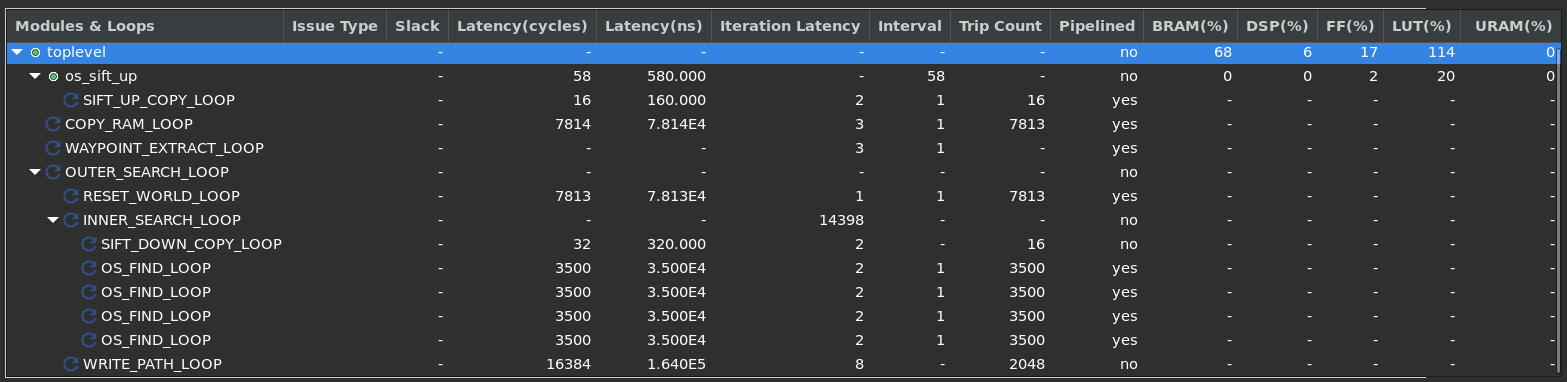 Modules & Loops Issue Type Slack Latency(cycles) Latency(ns) Iteration Latency Interval Trip Count Pipelined BRAM(%) DSP(%) FF(%) LUT(%) URAM(%)
toplevel - - - - - - no 68 6 17 114 0
os_sift_up - 58 580.000 - 58 - no 0 0 2 20 0
SIFT_UP_COPY_LOOP - 16 160.000 2 1 16 yes - - - - -
COPY_RAM_LOOP - 7814 7.814E4 3 1 7813 yes - - - - -
WAYPOINT_EXTRACT_LOOP - - - 3 1 - yes - - - - -
OUTER_SEARCH_LOOP - - - - - - no - - - - -
RESET_WORLD_LOOP - 7813 7.813E4 1 1 7813 yes - - - - -
INNER_SEARCH_LOOP - - - 14398 - - no - - - - -
SIFT_DOWN_COPY_LOOP - 32 320.000 2 - 16 no - - - - -
OS_FIND_LOOP - 3500 3.500E4 2 1 3500 yes - - - - -
OS_FIND_LOOP - 3500 3.500E4 2 1 3500 yes - - - - -
OS_FIND_LOOP - 3500 3.500E4 2 1 3500 yes - - - - -
OS_FIND_LOOP - 3500 3.500E4 2 1 3500 yes - - - - -
WRITE_PATH_LOOP - 16384 1.640E5 8 - 2048 no - - - - -